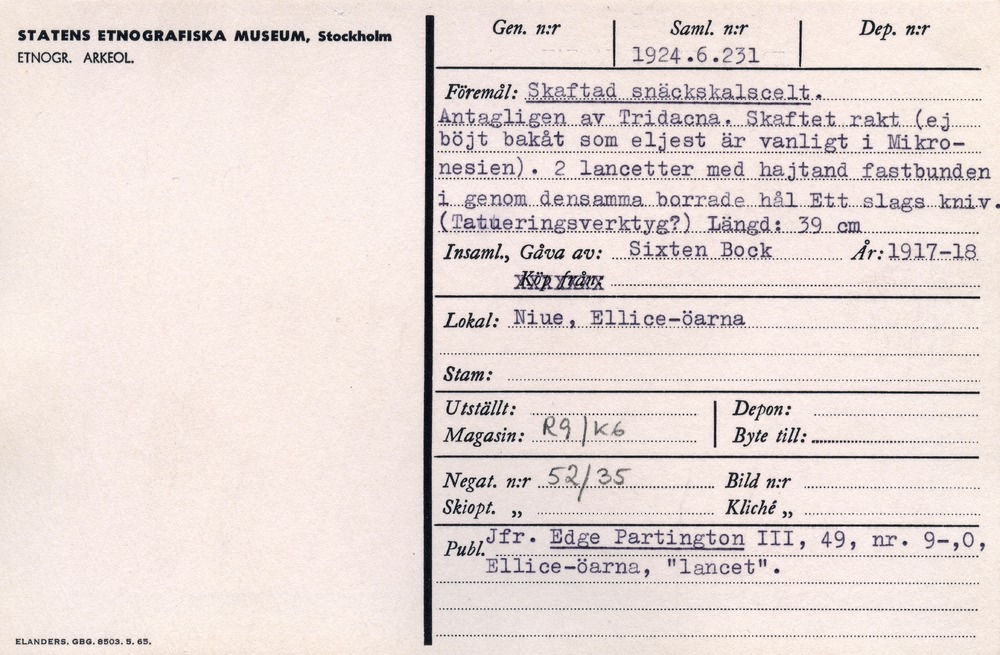 STATENS ETNOGRAFISKA MUSEUM, Stockholm
ETNOGR. ARKEOL.
Gen. n:r
Saml. n:r
1924.6.231
Dep. n:r
Föremål: Skaftad snäckskalscelt.
Antagligen av Tridacna. Skaftet rakt (ej
böjt bakåt som eljest är vanligt i Mikro-
nesien). 2 lancetter med hajtand fastbunden
i genom densamma borrade hål Ett slags kniv.
(Tatueringsverktyg?) Längd: 39 cm
Insaml., Gåva av: Sixten Bock År: 1917-18
Köp från:
Lokal: Niue, Ellice-öarna
Stam:
Utställt:
Magasin: R9/K6
Depon:
Byte till:
Negat. n:r 52/35
Skiopt. „
Bild n:r
Kliché „
Publ. Jfr. Edge Partington III, 49, nr. 9-,0,
Ellice-öarna, "lancet".
ELANDERS. GBG. 8503. 5. 65.